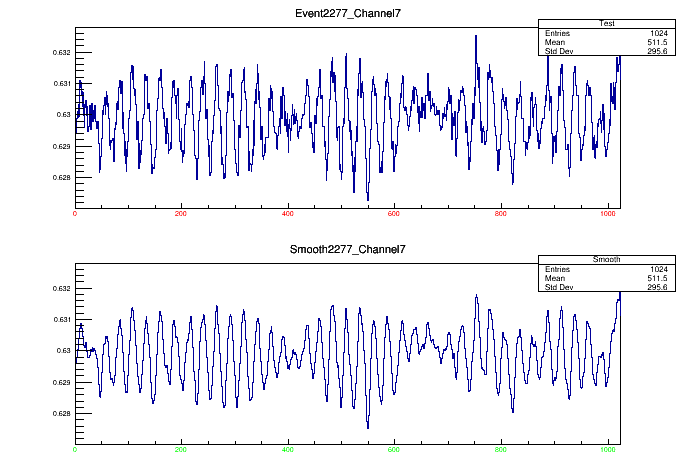 Event2277_Channel7
Test
Entries 1024
Mean 511.5
Std Dev 295.6
0.632
0.631
0.63
0.629
0.628
0 200 400 600 800 1000
Smooth2277_Channel7
Smooth
Entries 1024
Mean 511.5
Std Dev 295.6
0.632
0.631
0.63
0.629
0.628
0 200 400 600 800 1000